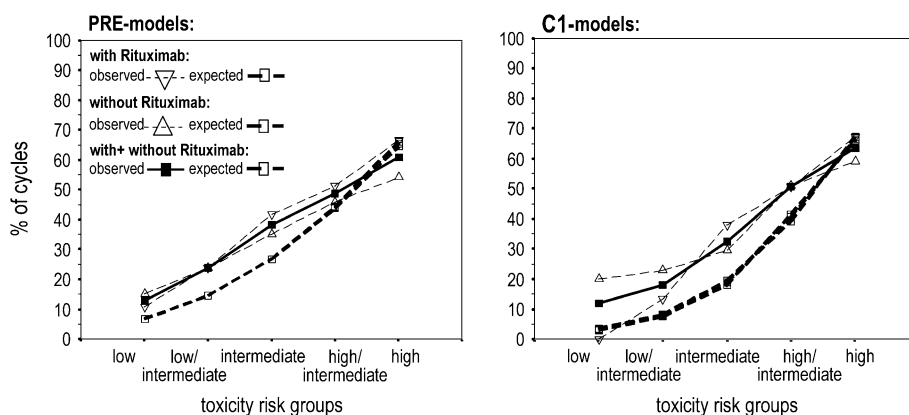 PRE-models:
100
90
80
70
60
50
40
30
20
10
0
% of cycles
with Rituximab:
observed expected
without Rituximab:
observed expected
with+ without Rituximab:
observed expected
low low/ intermediate high/ high
intermediate intermediate
toxicity risk groups
C1-models:
100
90
80
70
60
50
40
30
20
10
0
low low/ intermediate high/ high
intermediate intermediate
toxicity risk groups